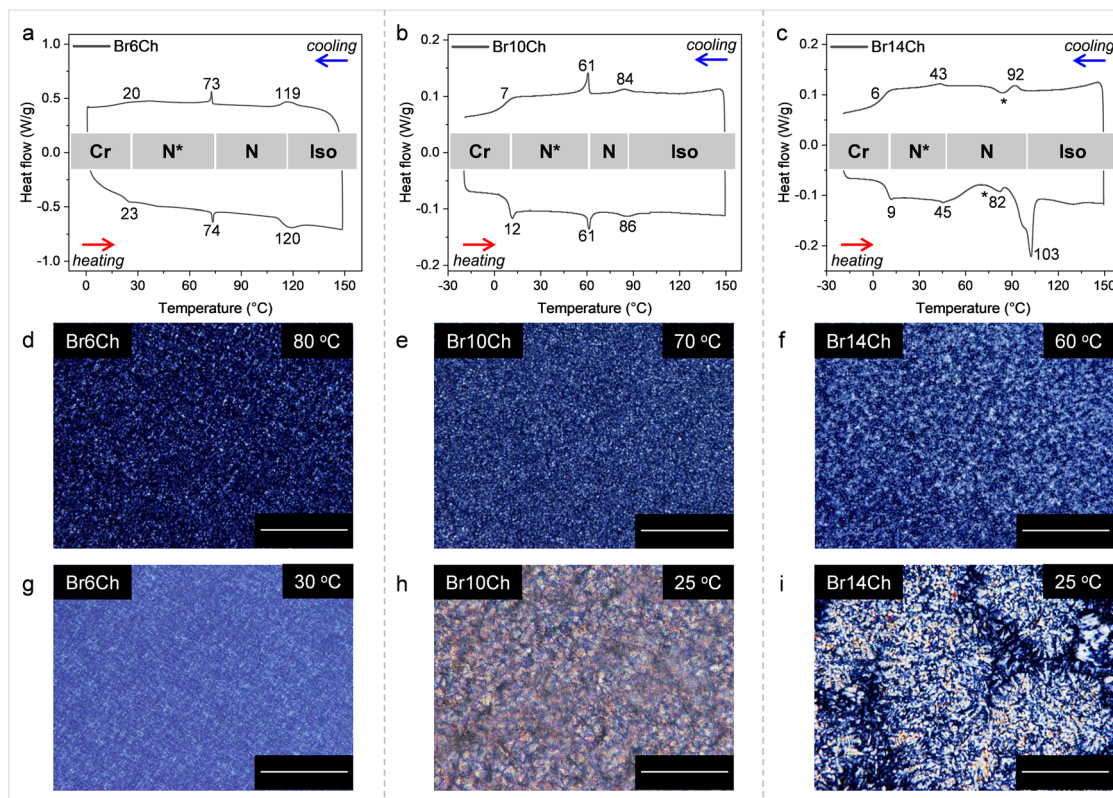 a
Br6Ch
cooling
20
73
119
Cr
N*
N
Iso
23
74
120
heating
Heat flow (W/g)
1.0
0.5
0.0
-0.5
-1.0
0
30
60
90
120
150
Temperature (°C)
b
Br10Ch
cooling
7
61
84
Cr
N*
N
Iso
12
61
86
heating
Heat flow (W/g)
0.2
0.1
0.0
-0.1
-0.2
-30
0
30
60
90
120
150
Temperature (°C)
c
Br14Ch
cooling
6
43
92
*
Cr
N*
N
Iso
9
45
*
82
103
heating
Heat flow (W/g)
0.2
0.1
0.0
-0.1
-0.2
-30
0
30
60
90
120
150
Temperature (°C)
d
Br6Ch
80 °C
e
Br10Ch
70 °C
f
Br14Ch
60 °C
g
Br6Ch
30 °C
h
Br10Ch
25 °C
i
Br14Ch
25 °C